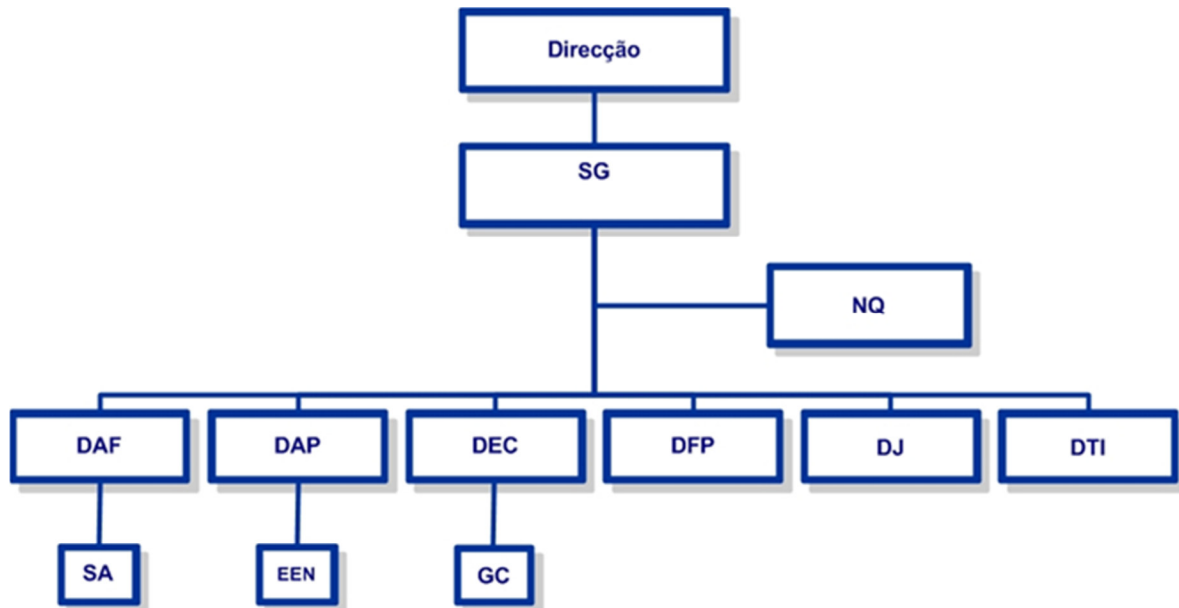 Direcção
SG
NQ
DAF
DAP
DEC
DFP
DJ
DTI
SA
EEN
GC